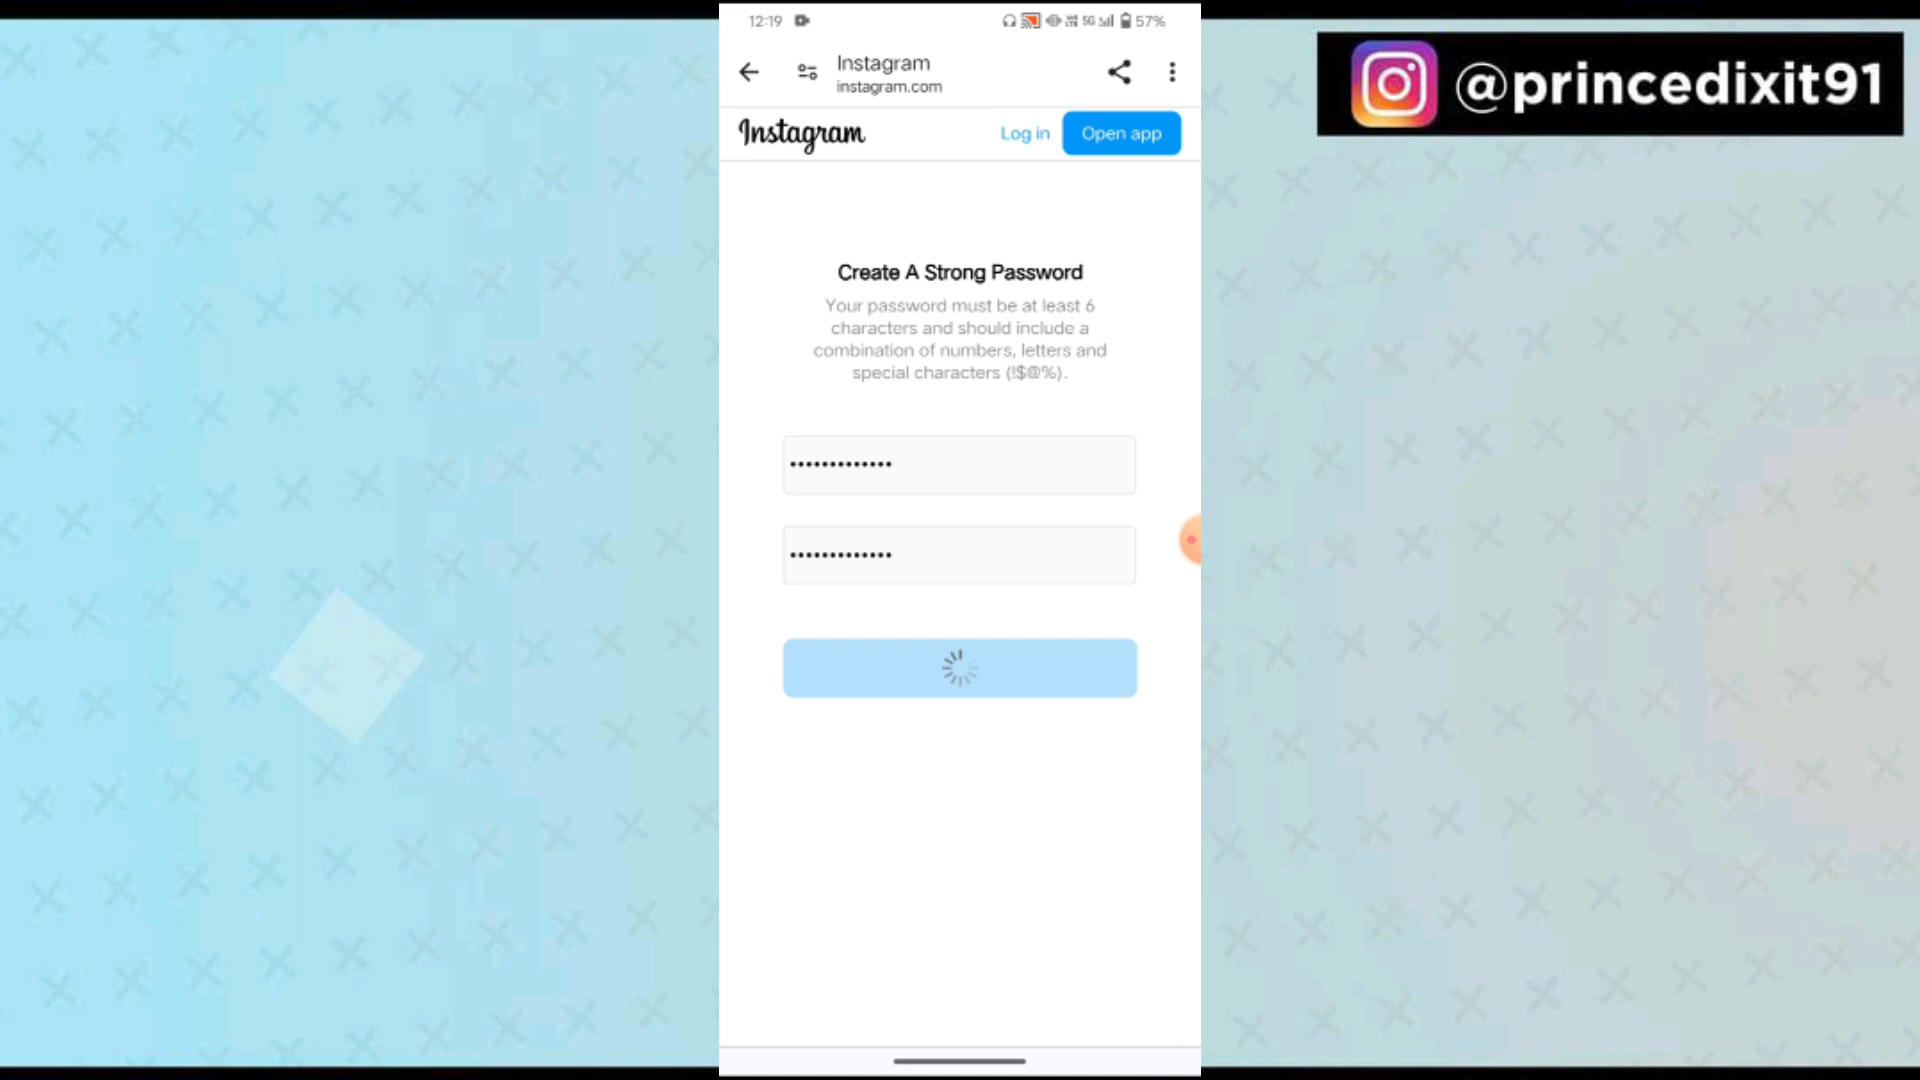 12:19
5G
57%
@princedixit91
Instagram
instagram.com
Instagram
Log in
Open app
Create A Strong Password
Your password must be at least 6
characters and should include a
combination of numbers, letters and
special characters (!$@%).
•••••••••••••
•••••••••••••